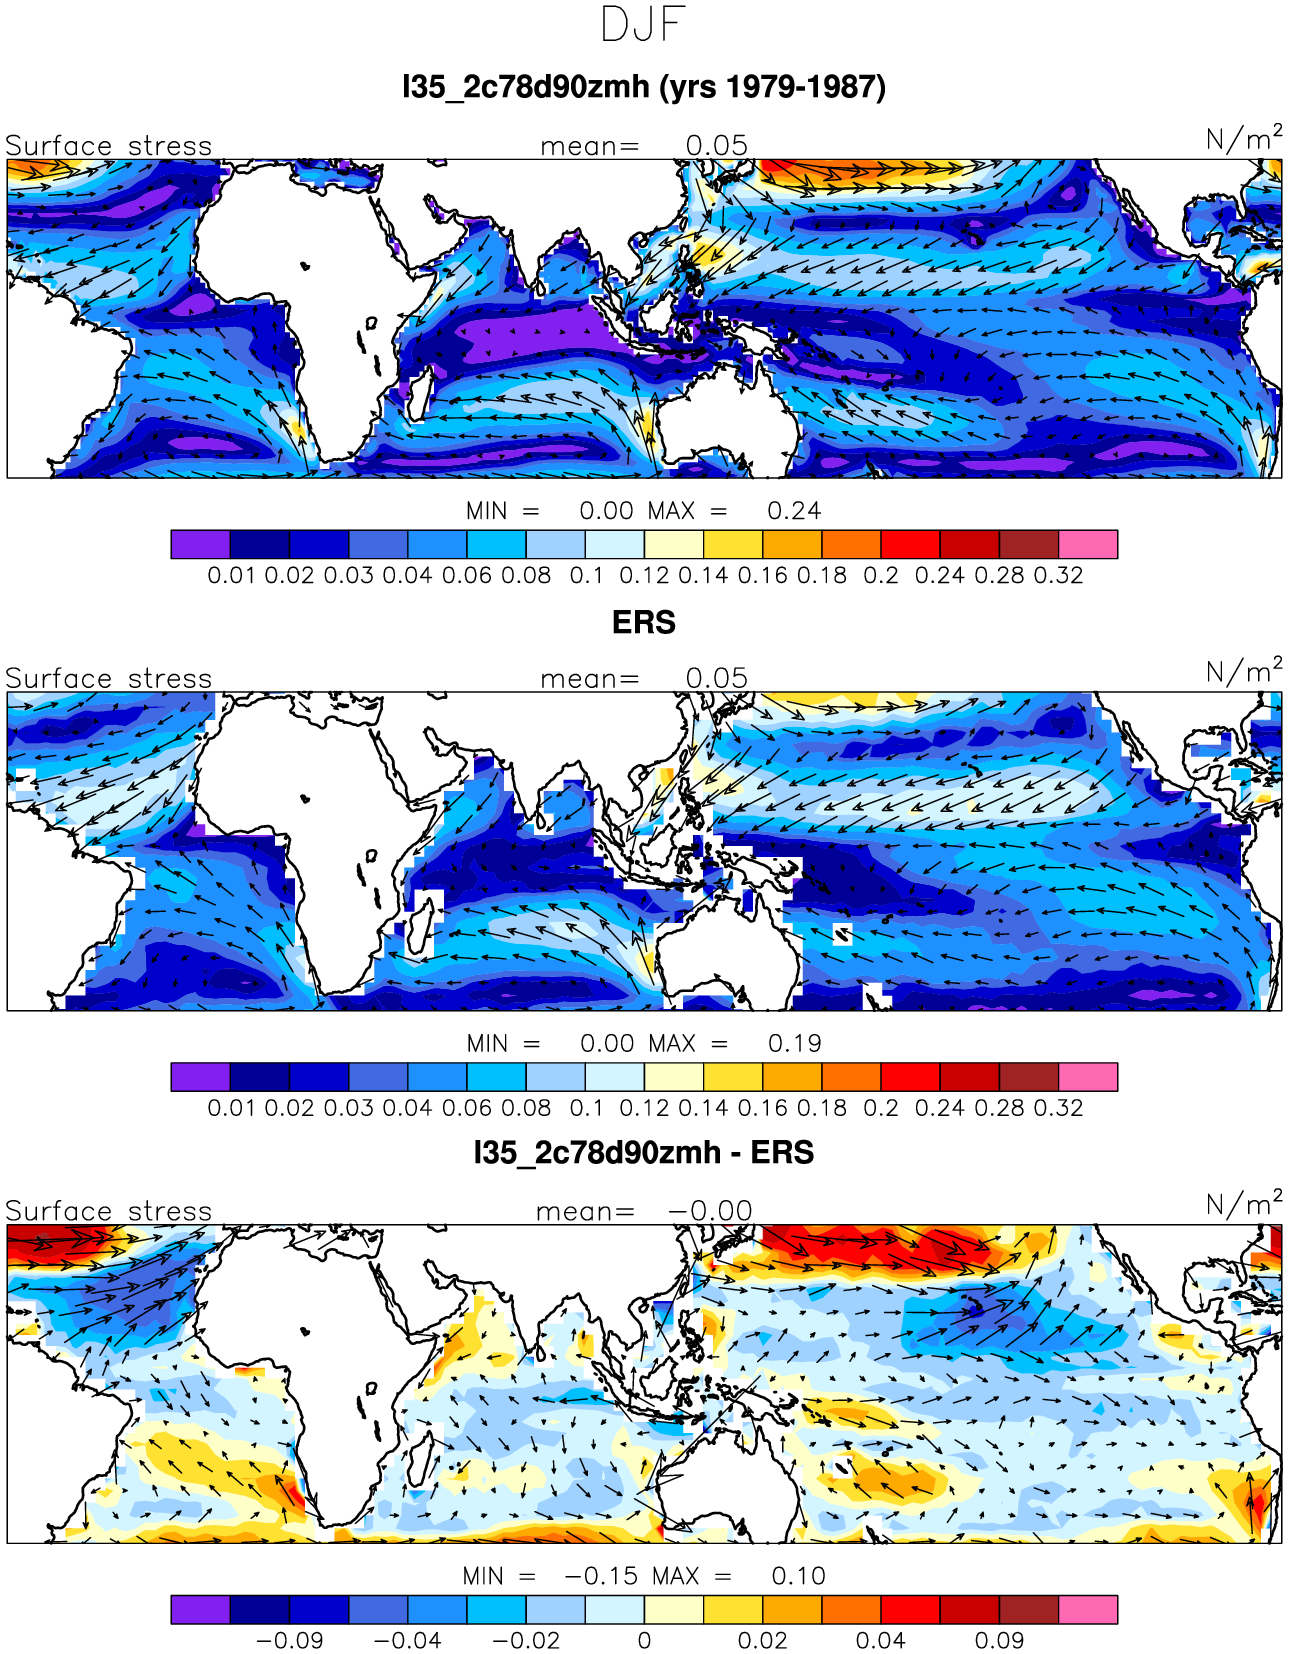 DJF
l35_2c78d90zmh (yrs 1979-1987)
Surface stress mean= 0.05 N/m²
MIN = 0.00 MAX = 0.24
0.01 0.02 0.03 0.04 0.06 0.08 0.1 0.12 0.14 0.16 0.18 0.2 0.24 0.28 0.32
ERS
Surface stress mean= 0.05 N/m²
MIN = 0.00 MAX = 0.19
0.01 0.02 0.03 0.04 0.06 0.08 0.1 0.12 0.14 0.16 0.18 0.2 0.24 0.28 0.32
l35_2c78d90zmh - ERS
Surface stress mean= −0.00 N/m²
MIN = −0.15 MAX = 0.10
−0.09 −0.04 −0.02 0 0.02 0.04 0.09